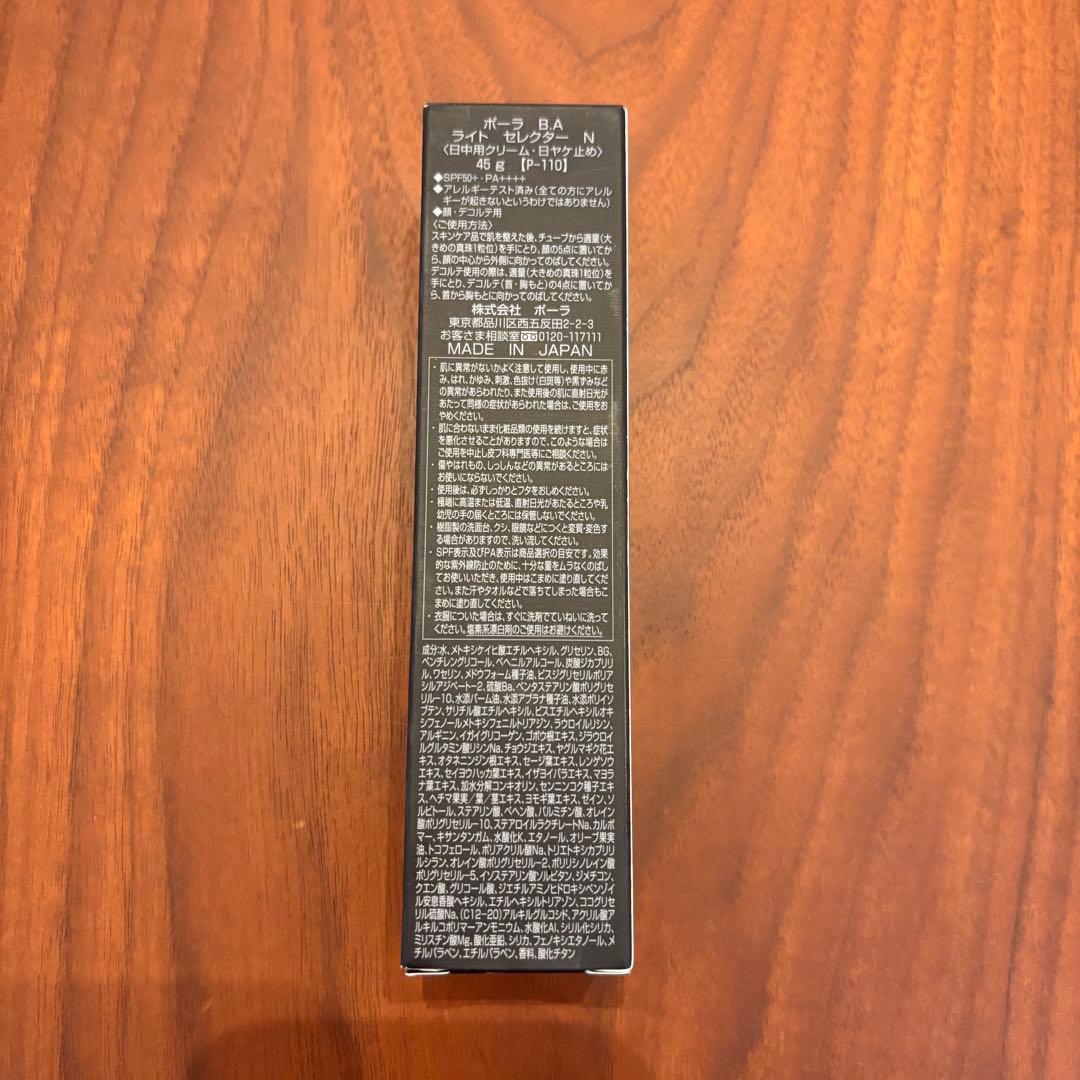 ポーラ B.A
ライト セレクター N
〈日中用クリーム・日ヤケ止め〉
45g 【P-110】
◆SPF50+・PA++++
◆アレルギーテスト済み(全ての方にアレル
ギーが起きないというわけではありません)
◆顔・デコルテ用
〈ご使用方法〉
スキンケア品で肌を整えた後、チューブから適量(大
きめの真珠1粒位)を手にとり、顔の5点に置いてか
ら、顔の中心から外側に向かってのばしてください。
デコルテ使用の際は、適量(大きめの真珠1粒位)を
手にとり、デコルテ(首・胸もと)の4点に置いてか
ら、首から胸もとに向かってのばしてください。
株式会社 ポーラ
東京都品川区西五反田2-2-3
お客さま相談室 0120-117111
MADE IN JAPAN
・肌に異常がないかよく注意して使用し、使用中に赤
み、はれ、かゆみ、刺激、色抜け(白斑等)や黒ずみなど
の異常があらわれたり、また使用後の肌に直射日光が
あたって同様の症状があらわれた場合は、ご使用をお
やめください。
・肌に合わないまま化粧品類の使用を続けますと、症状
を悪化させることがありますので、このような場合は
ご使用を中止し皮フ科専門医等にご相談ください。
・傷やはれもの、しっしんなどの異常があるところには
お使いにならないでください。
・使用後は、必ずしっかりとフタをおしめください。
・極端に高温または低温、直射日光があたるところや乳
幼児の手の届くところには保管しないでください。
・樹脂製の洗面台、クシ、眼鏡などにつくと変質・変色す
る場合がありますので、洗い流してください。
・SPF表示及びPA表示は商品選択の目安です。効果
的な紫外線防止のために、十分な量をムラなくのばし
てお使いいただき、使用中はこまめに塗り直してくだ
さい。また汗やタオルなどで落ちてしまった場合もこ
まめに塗り直してください。
・衣服についた場合は、すぐに洗剤でていねいに洗って
ください。塩素系漂白剤のご使用はお避けください。
成分:水、メトキシケイヒ酸エチルヘキシル、グリセリン、BG、
ペンチレングリコール、ベヘニルアルコール、炭酸ジカプリリ
ル、ワセリン、メドウフォーム種子油、ビスジグリセリルポリア
シルアジペート-2、硫酸Ba、ペンタステアリン酸ポリグリセ
リル-10、水添パーム油、水添アブラナ種子油、水添ポリイソ
ブテン、サリチル酸エチルヘキシル、ビスエチルヘキシルオキ
シフェノールメトキシフェニルトリアジン、ラウロイルリシン、
アルギニン、イガイグリコーゲン、ゴボウ根エキス、ジラウロイ
ルグルタミン酸リシンNa、チョウジエキス、ヤグルマギク花エ
キス、オタネニンジン根エキス、セージ葉エキス、レンゲソウ
エキス、セイヨウハッカ葉エキス、イザヨイバラエキス、マヨラ
ナ葉エキス、加水分解コンキオリン、センニンコク種子エキ
ス、ヘチマ果実/葉/茎エキス、ヨモギ葉エキス、ゼイン、ソ
ルビトール、ステアリン酸、ベヘン酸、パルミチン酸、オレイン
酸ポリグリセリル-10、ステアロイルラクチレートNa、カルボ
マー、キサンタンガム、水酸化K、エタノール、オリーブ果実
油、トコフェロール、ポリアクリル酸Na、トリエトキシカプリリ
ルシラン、オレイン酸ポリグリセリル-2、ポリリシノレイン酸
ポリグリセリル-5、イソステアリン酸ソルビタン、ジメチコン、
クエン酸、グリコール酸、ジエチルアミノヒドロキシベンゾイ
ル安息香酸ヘキシル、エチルヘキシルトリアゾン、ココグリセ
リル硫酸Na、(C12-20)アルキルグルコシド、アクリル酸ア
ルキルコポリマーアンモニウム、水酸化Al、シリル化シリカ、
ミリスチン酸Mg、酸化亜鉛、シリカ、フェノキシエタノール、メ
チルパラベン、エチルパラベン、香料、酸化チタン